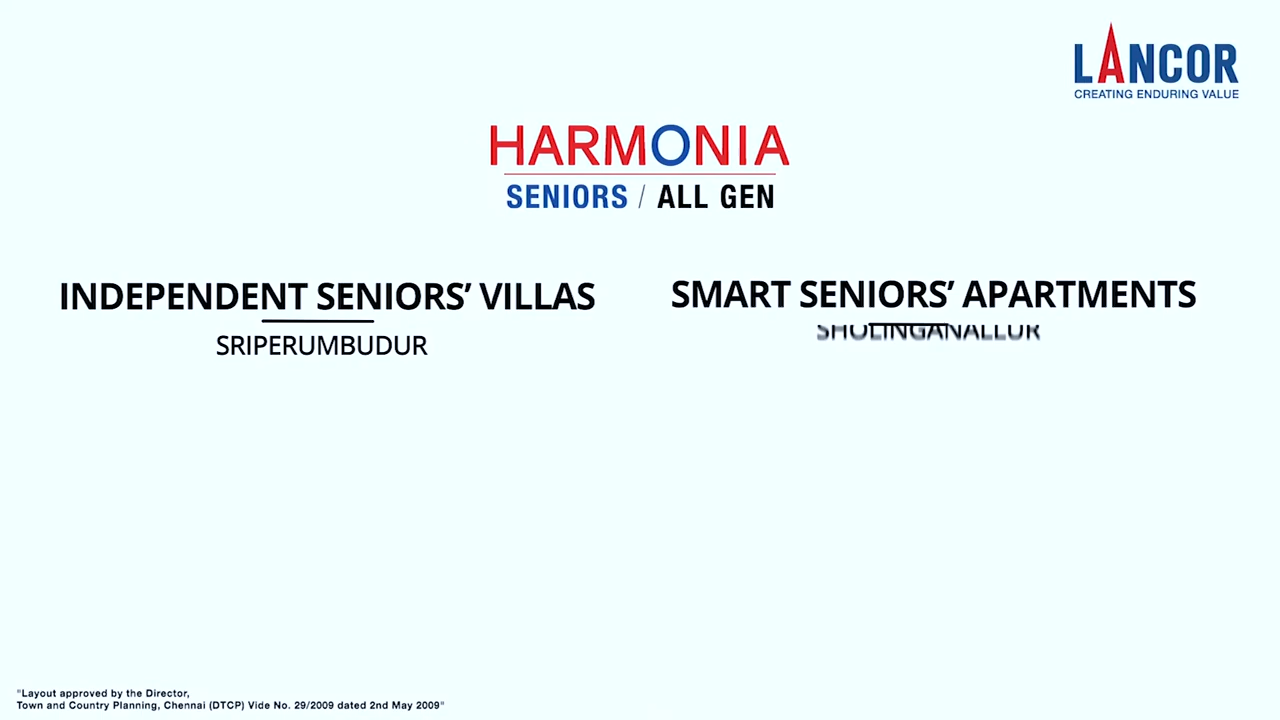 LANCOR
CREATING ENDURING VALUE
HARMONIA
SENIORS / ALL GEN
INDEPENDENT SENIORS’ VILLAS
SRIPERUMBUDUR
SMART SENIORS’ APARTMENTS
SHOLINGANALLUR
"Layout approved by the Director,
Town and Country Planning, Chennai (DTCP) Vide No. 29/2009 dated 2nd May 2009"